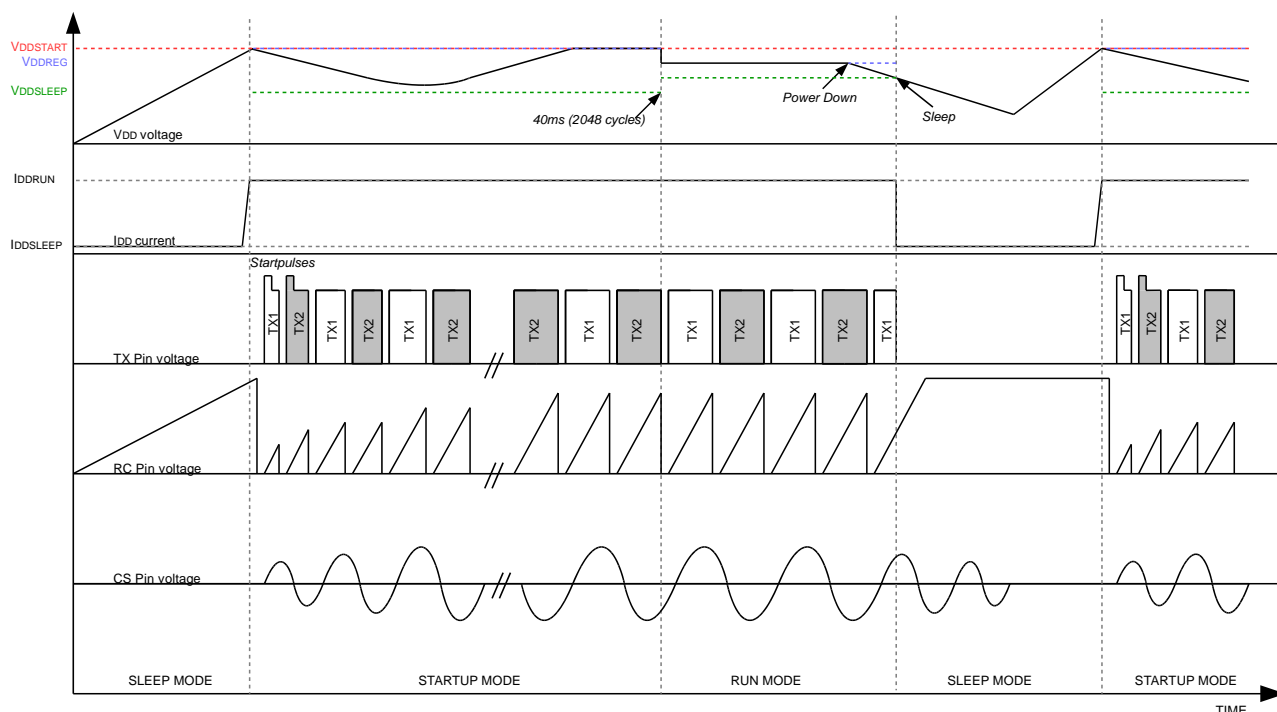 VDDSTART
VDDREG
VDDSLEEP
Power Down
Sleep
40ms (2048 cycles)
VDD voltage
IDDRUN
IDDSLEEP
IDD current
Startpulses
TX1
TX2
TX1
TX2
TX1
TX2
TX2
TX1
TX2
TX1
TX2
TX1
TX2
TX1
TX1
TX2
TX1
TX2
TX Pin voltage
RC Pin voltage
CS Pin voltage
SLEEP MODE
STARTUP MODE
RUN MODE
SLEEP MODE
STARTUP MODE
TIME